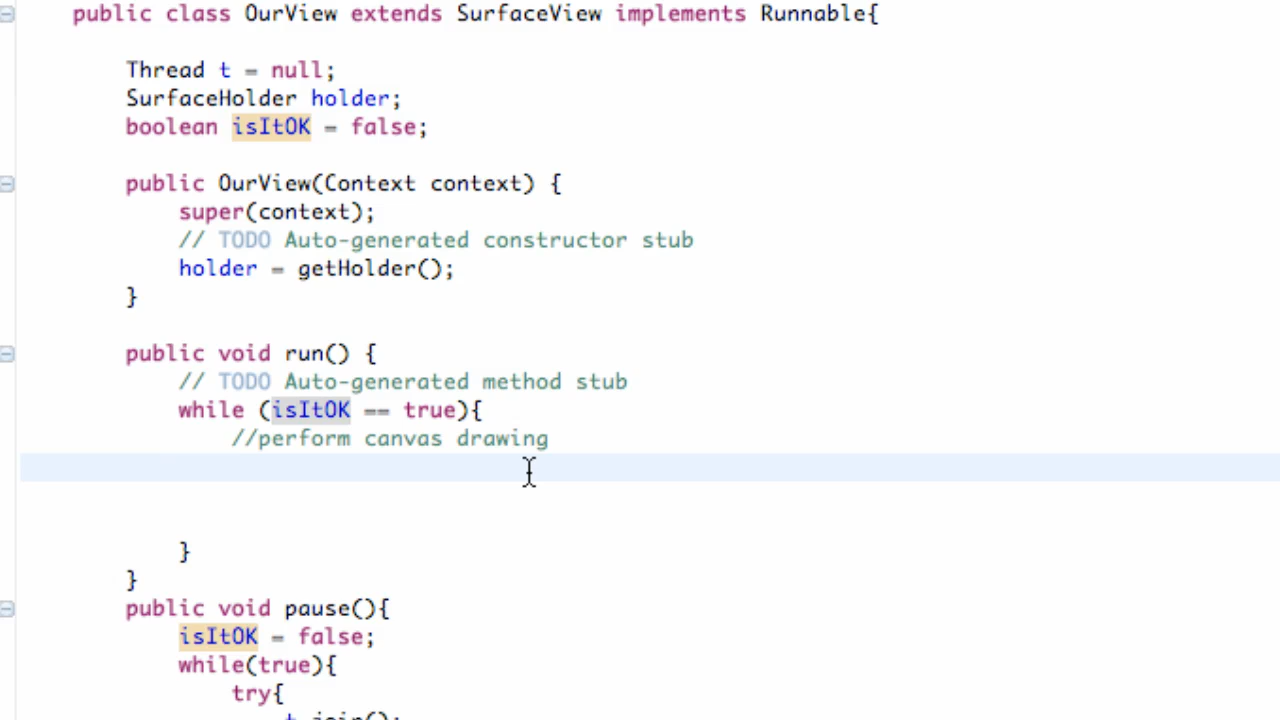 public class OurView extends SurfaceView implements Runnable{
Thread t = null;
SurfaceHolder holder;
boolean isItOK = false;
public OurView(Context context) {
super(context);
// TODO Auto-generated constructor stub
holder = getHolder();
}
public void run() {
// TODO Auto-generated method stub
while (isItOK == true){
//perform canvas drawing
}
}
public void pause(){
isItOK = false;
while(true){
try{
t.join();